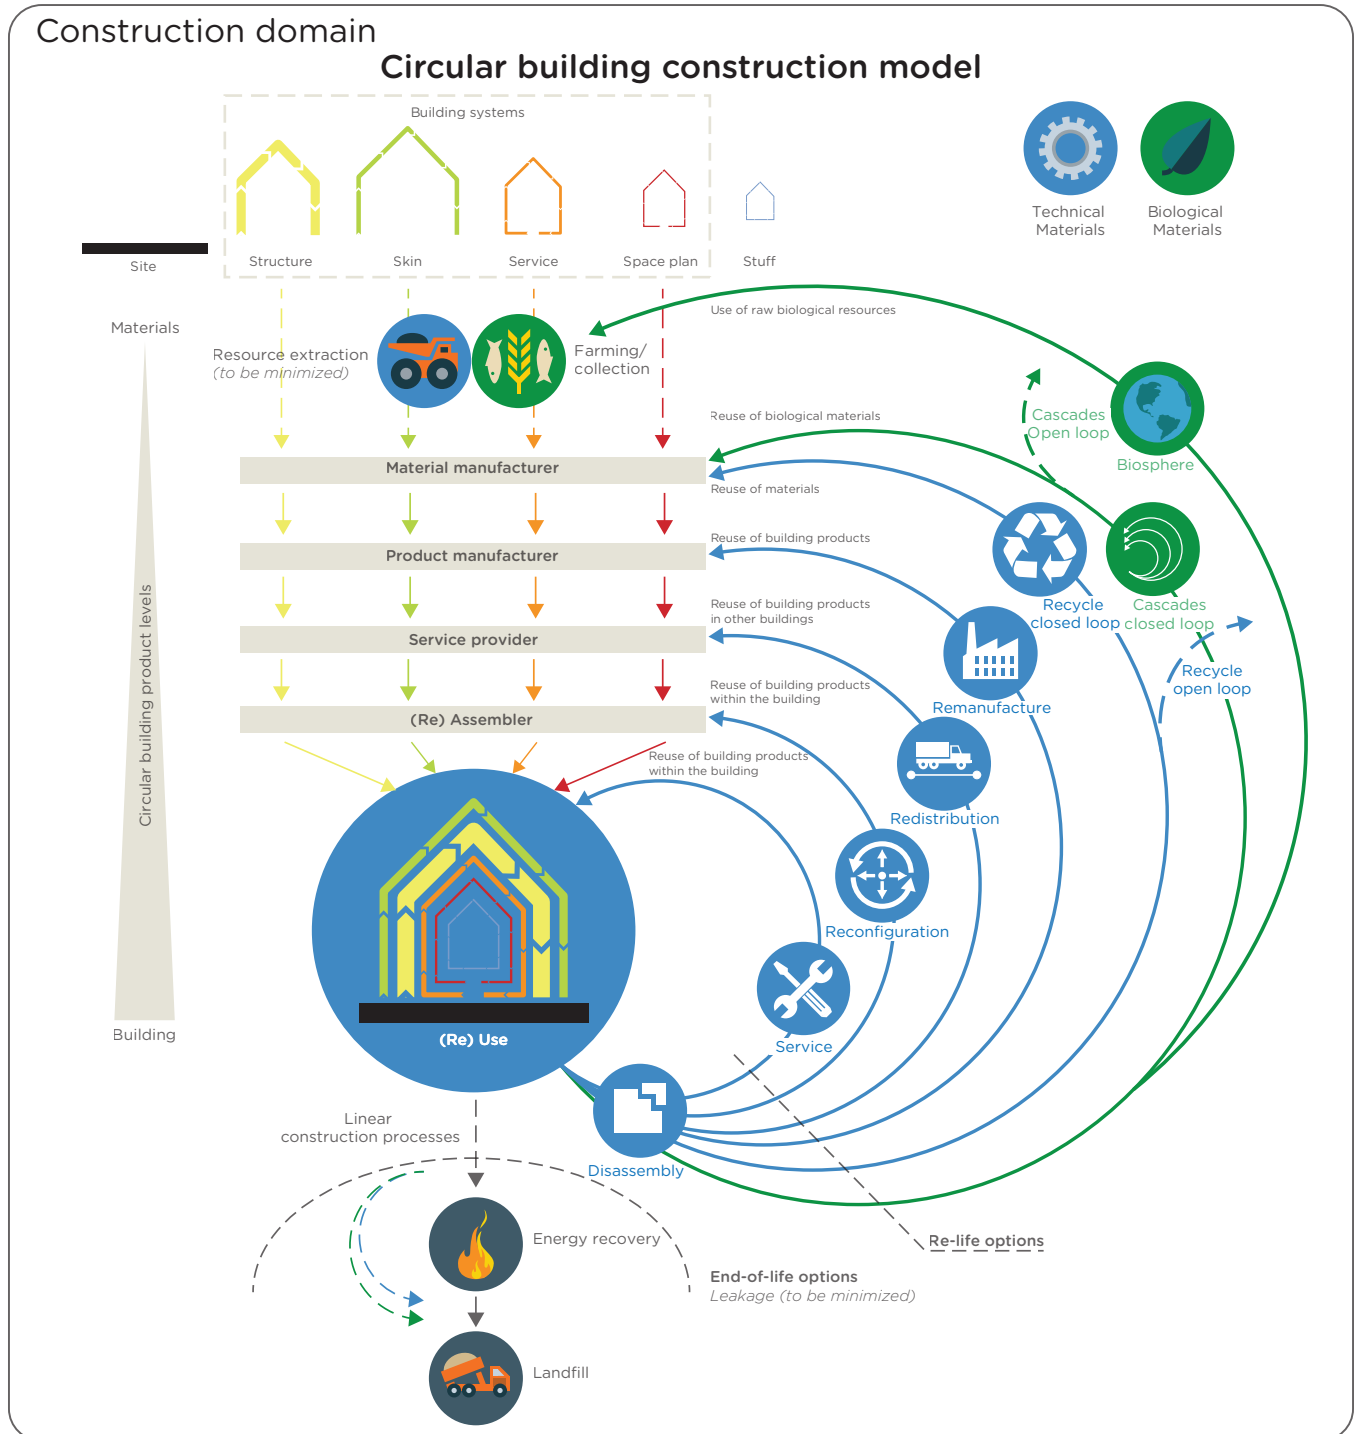 Construction domain
Circular building construction model
Building systems
Structure
Skin
Service
Space plan
Stuff
Site
Technical
Materials
Biological
Materials
Materials
Circular building product levels
Building
Resource extraction
(to be minimized)
Farming/
collection
Use of raw biological resources
Reuse of biological materials
Reuse of materials
Reuse of building products
Reuse of building products
in other buildings
Reuse of building products
within the building
Reuse of building products
within the building
Material manufacturer
Product manufacturer
Service provider
(Re) Assembler
(Re) Use
Cascades
Open loop
Biosphere
Recycle
closed loop
Cascades
closed loop
Recycle
open loop
Remanufacture
Redistribution
Reconfiguration
Service
Disassembly
Linear
construction processes
Energy recovery
Landfill
Re-life options
End-of-life options
Leakage (to be minimized)